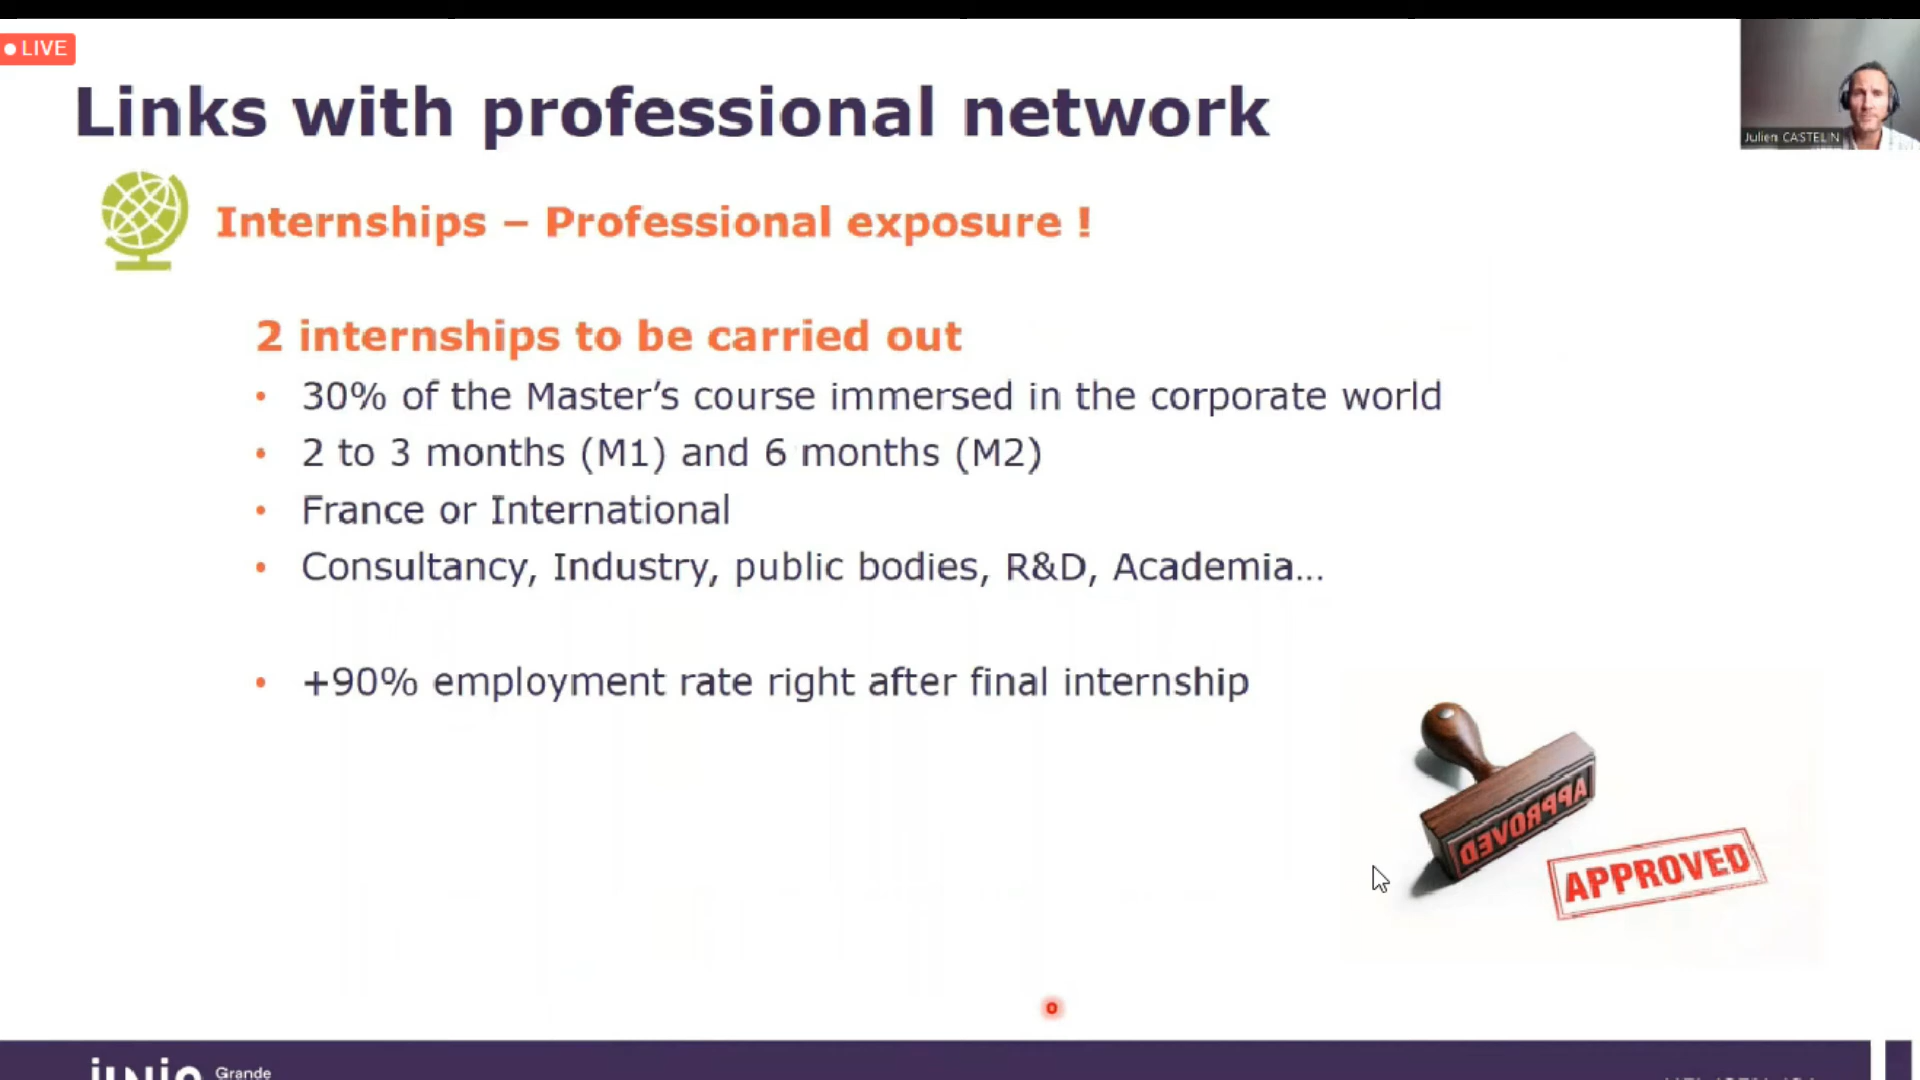 LIVE
Links with professional network
Julien CASTELIN
Internships – Professional exposure !
2 internships to be carried out
• 30% of the Master’s course immersed in the corporate world
• 2 to 3 months (M1) and 6 months (M2)
• France or International
• Consultancy, Industry, public bodies, R&D, Academia...
• +90% employment rate right after final internship
APPROVED
APPROVED
Grande